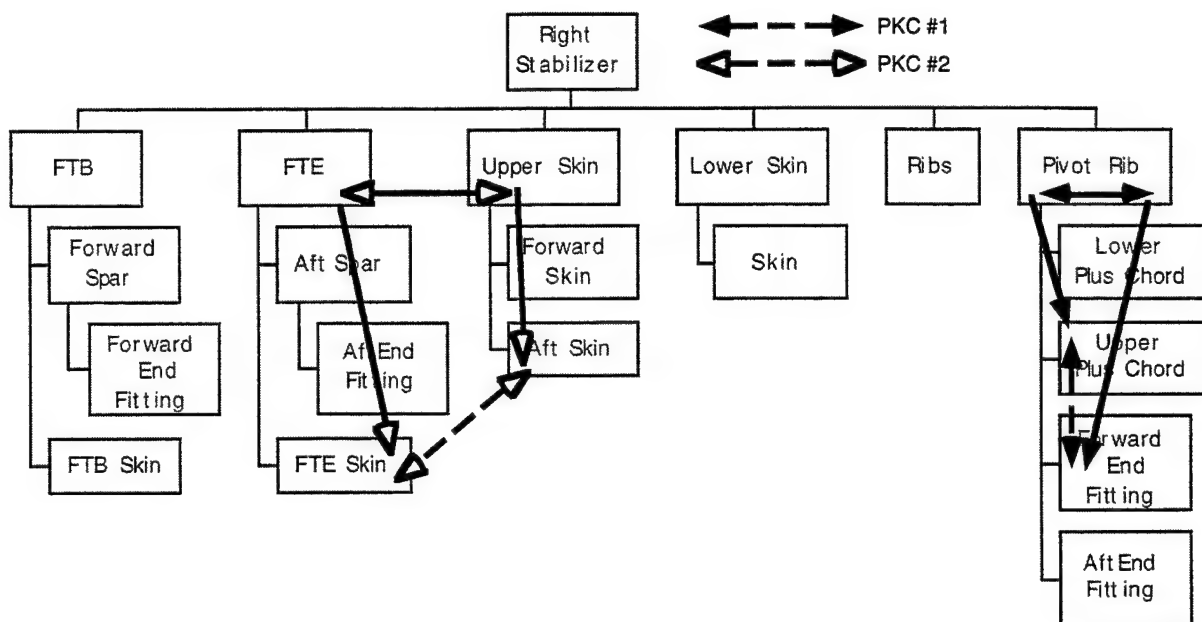 Right
Stabilizer
PKC #1
PKC #2
FTB
FTE
Upper Skin
Lower Skin
Ribs
Pivot Rib
Forward
Spar
Aft Spar
Forward
Skin
Skin
Lower
Plus Chord
Forward
End
Fitting
Aft End
Fitting
Aft Skin
Upper
Plus Chord
FTB Skin
FTE Skin
Forward
End
Fitting
Aft End
Fitting